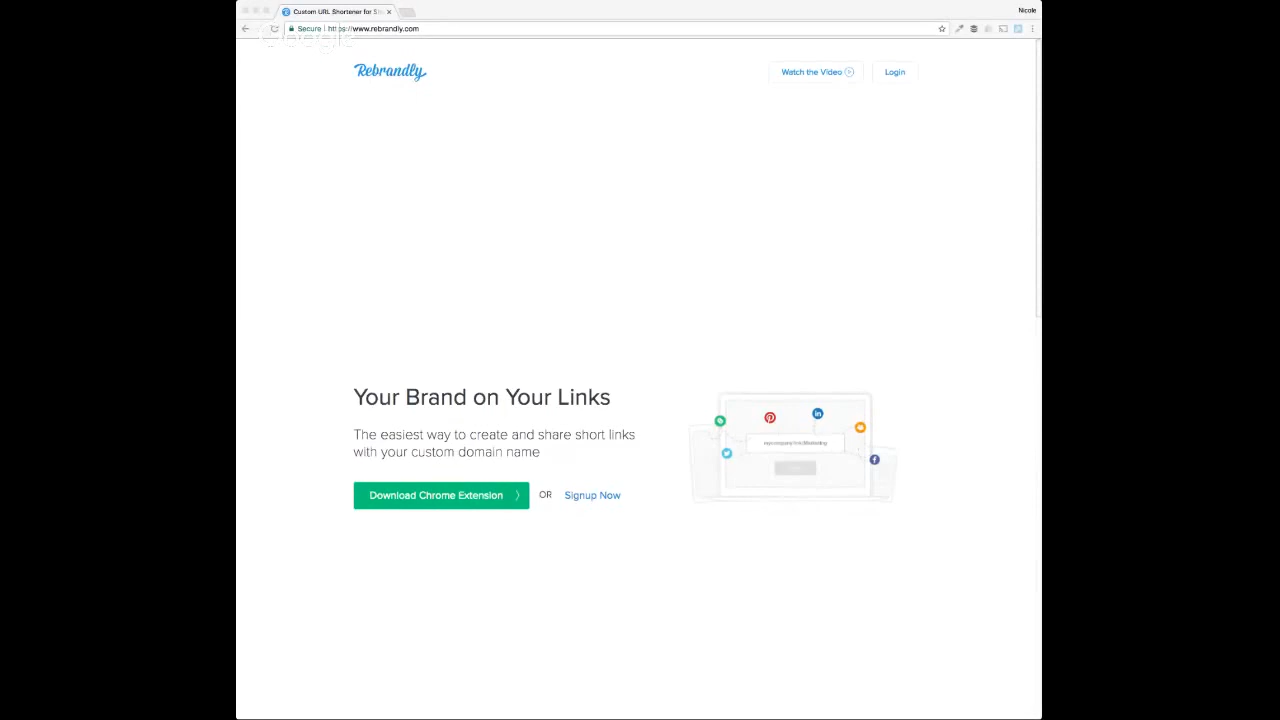 Custom URL Shortener for Sh
Nicole
Secure https://www.rebrandly.com
Rebrandly
Watch the Video
Login
Your Brand on Your Links
The easiest way to create and share short links
with your custom domain name
Download Chrome Extension
OR
Signup Now